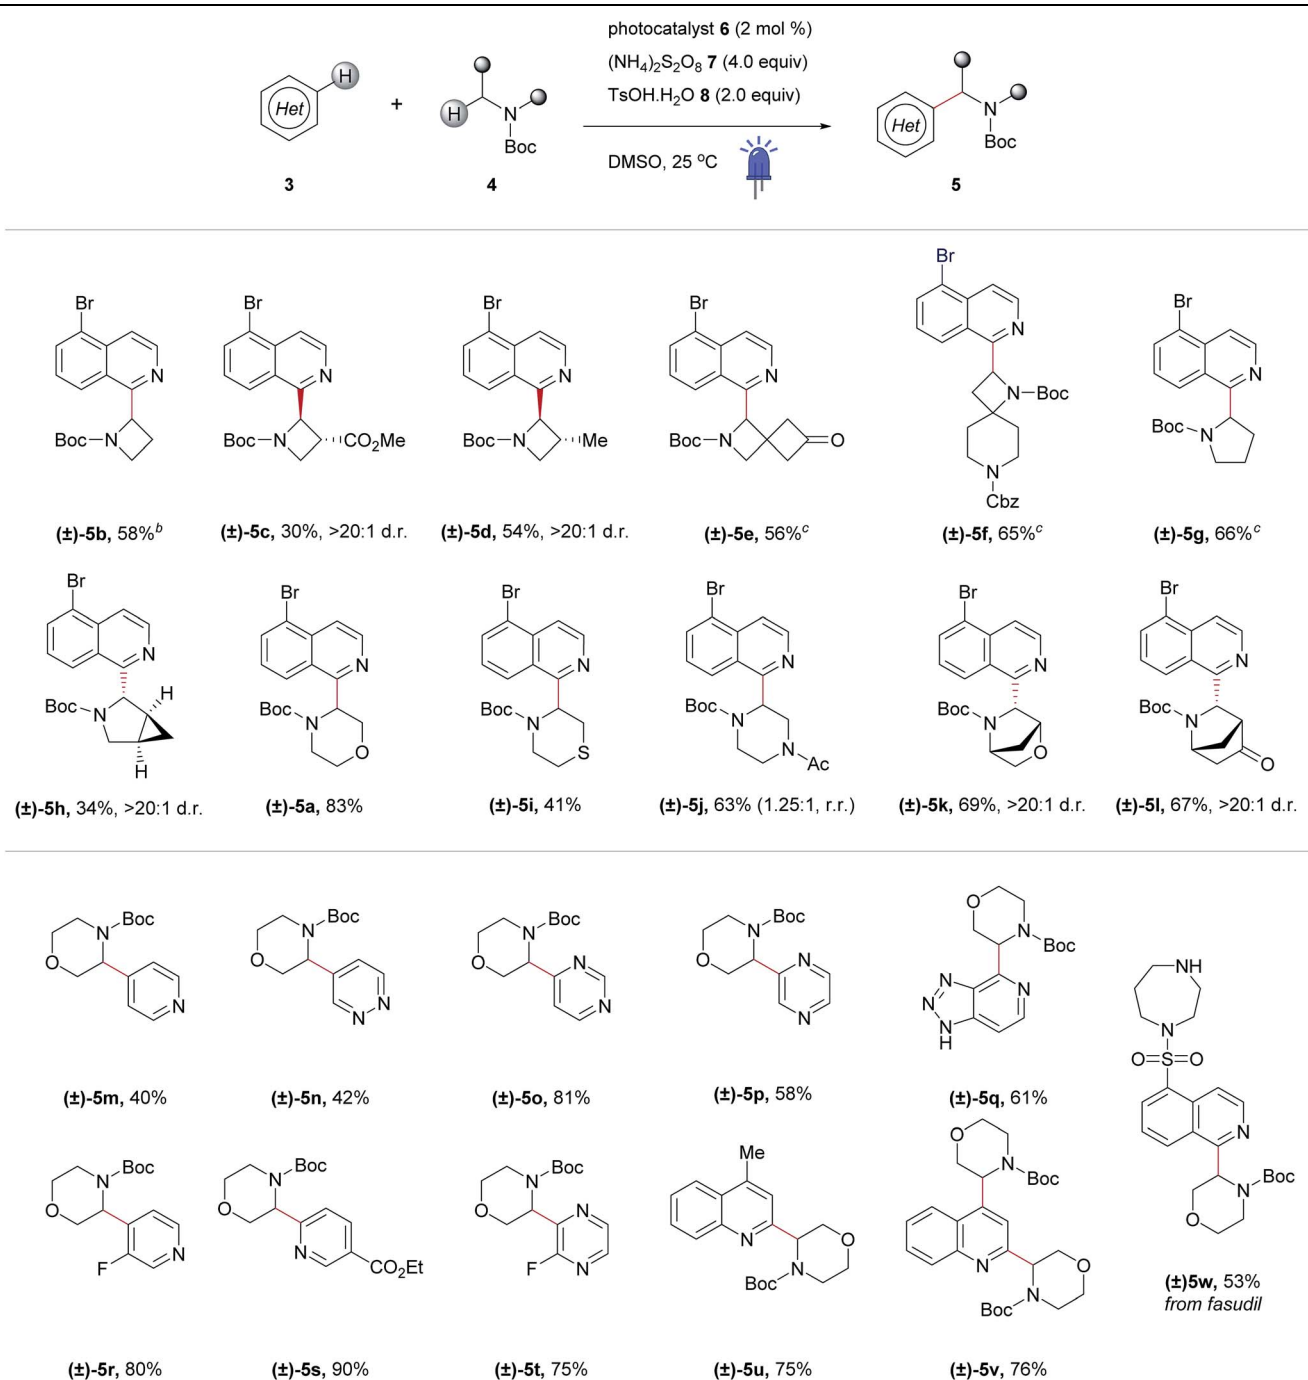 photocatalyst 6 (2 mol %)
(NH4)2S2O8 7 (4.0 equiv)
TsOH.H2O 8 (2.0 equiv)
DMSO, 25 ºC
Het
H
+
H
N
Boc
Het
N
Boc
3
4
5
Br
N
Boc
N
(±)-5b, 58%b
Br
N
Boc
N
CO2Me
(±)-5c, 30%, >20:1 d.r.
Br
N
Boc
N
Me
(±)-5d, 54%, >20:1 d.r.
Br
N
Boc
N
O
(±)-5e, 56%c
Br
N
N
Boc
N
Cbz
(±)-5f, 65%c
Br
N
Boc
N
(±)-5g, 66%c
Br
N
Boc
N
H
H
(±)-5h, 34%, >20:1 d.r.
Br
N
Boc
N
O
(±)-5a, 83%
Br
N
Boc
N
S
(±)-5i, 41%
Br
N
Boc
N
N
Ac
(±)-5j, 63% (1.25:1, r.r.)
Br
N
Boc
N
O
(±)-5k, 69%, >20:1 d.r.
Br
N
Boc
N
O
(±)-5l, 67%, >20:1 d.r.
N
Boc
O
N
(±)-5m, 40%
N
Boc
O
N
N
(±)-5n, 42%
N
Boc
O
N
N
(±)-5o, 81%
N
Boc
O
N
N
(±)-5p, 58%
O
N
Boc
N
N
N
H
N
(±)-5q, 61%
NH
N
O=S=O
N
N
Boc
O
(±)5w, 53%
from fasudil
N
Boc
O
F
N
(±)-5r, 80%
N
Boc
O
N
CO2Et
(±)-5s, 90%
N
Boc
O
N
F
N
(±)-5t, 75%
Me
N
O
N
Boc
(±)-5u, 75%
O
N
Boc
N
O
N
Boc
(±)-5v, 76%